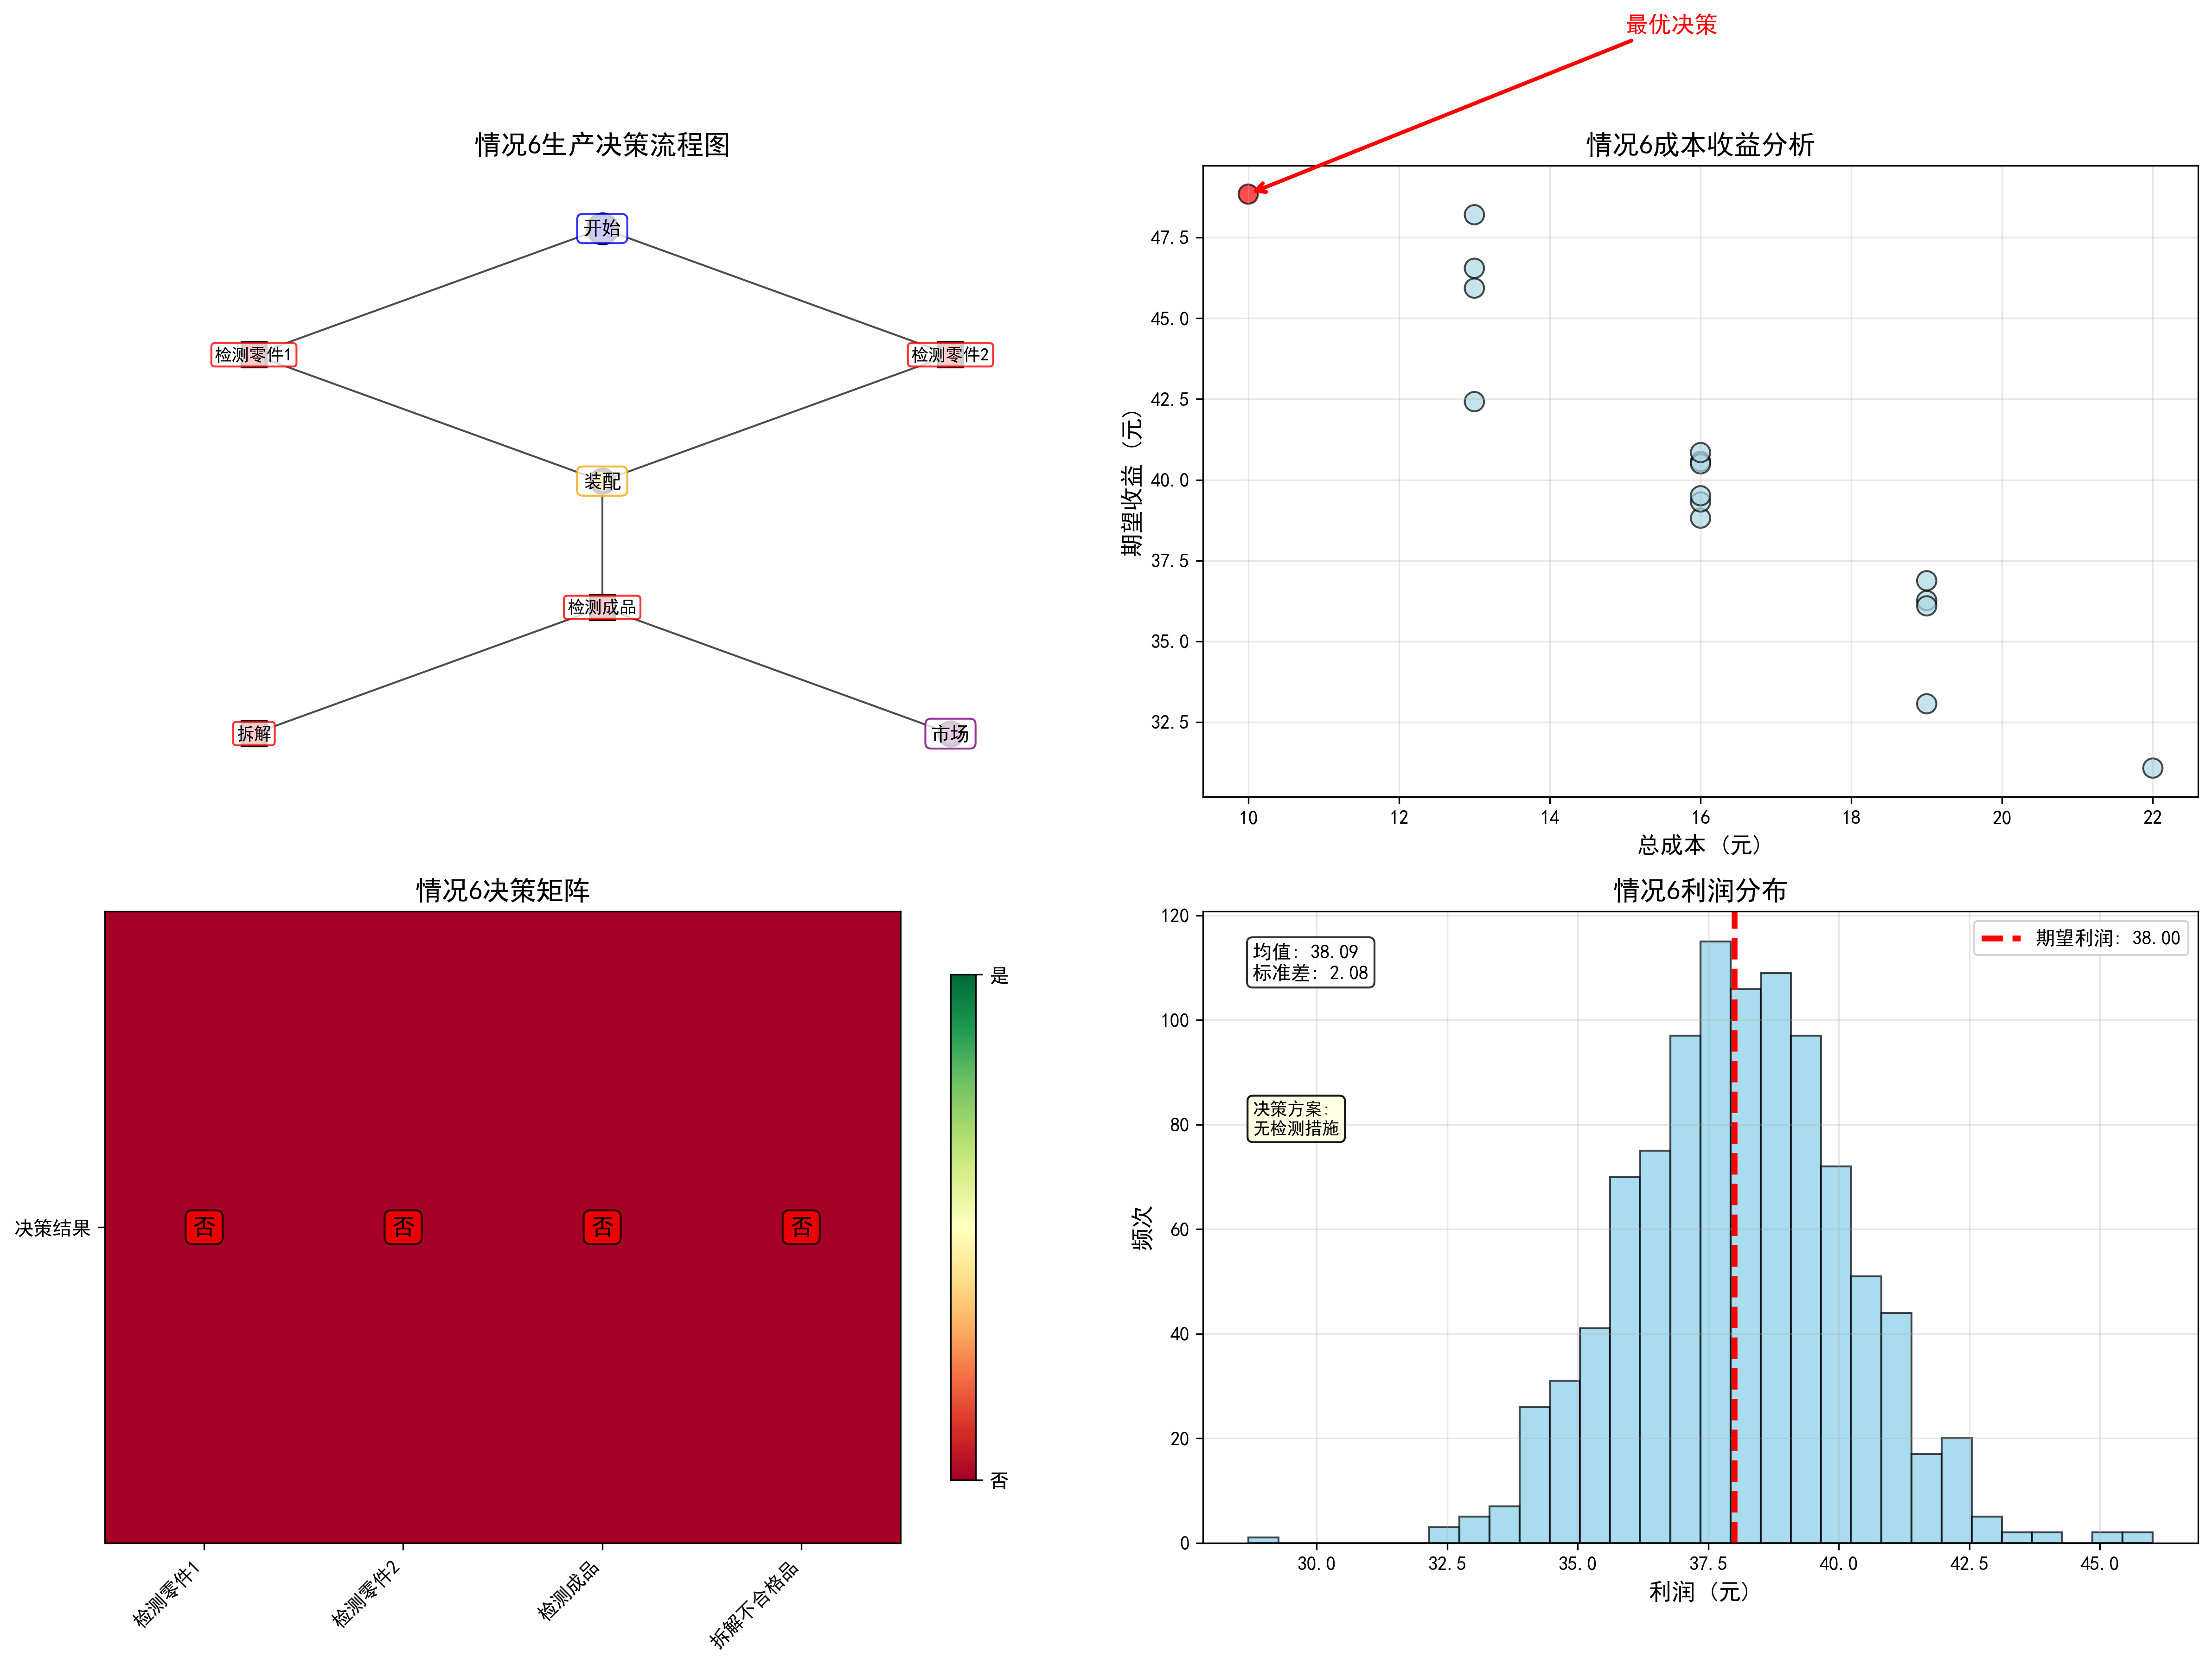 最优决策
情况6生产决策流程图
开始
检测零件1
检测零件2
装配
检测成品
拆解
市场
情况6成本收益分析
期望收益 (元)
47.5
45.0
42.5
40.0
37.5
35.0
32.5
10
12
14
16
18
20
22
总成本 (元)
情况6决策矩阵
决策结果
否
否
否
否
检测零件1
检测零件2
检测成品
拆解不合格品
是
否
情况6利润分布
频次
120
100
80
60
40
20
0
均值: 38.09
标准差: 2.08
决策方案:
无检测措施
期望利润: 38.00
30.0
32.5
35.0
37.5
40.0
42.5
45.0
利润 (元)